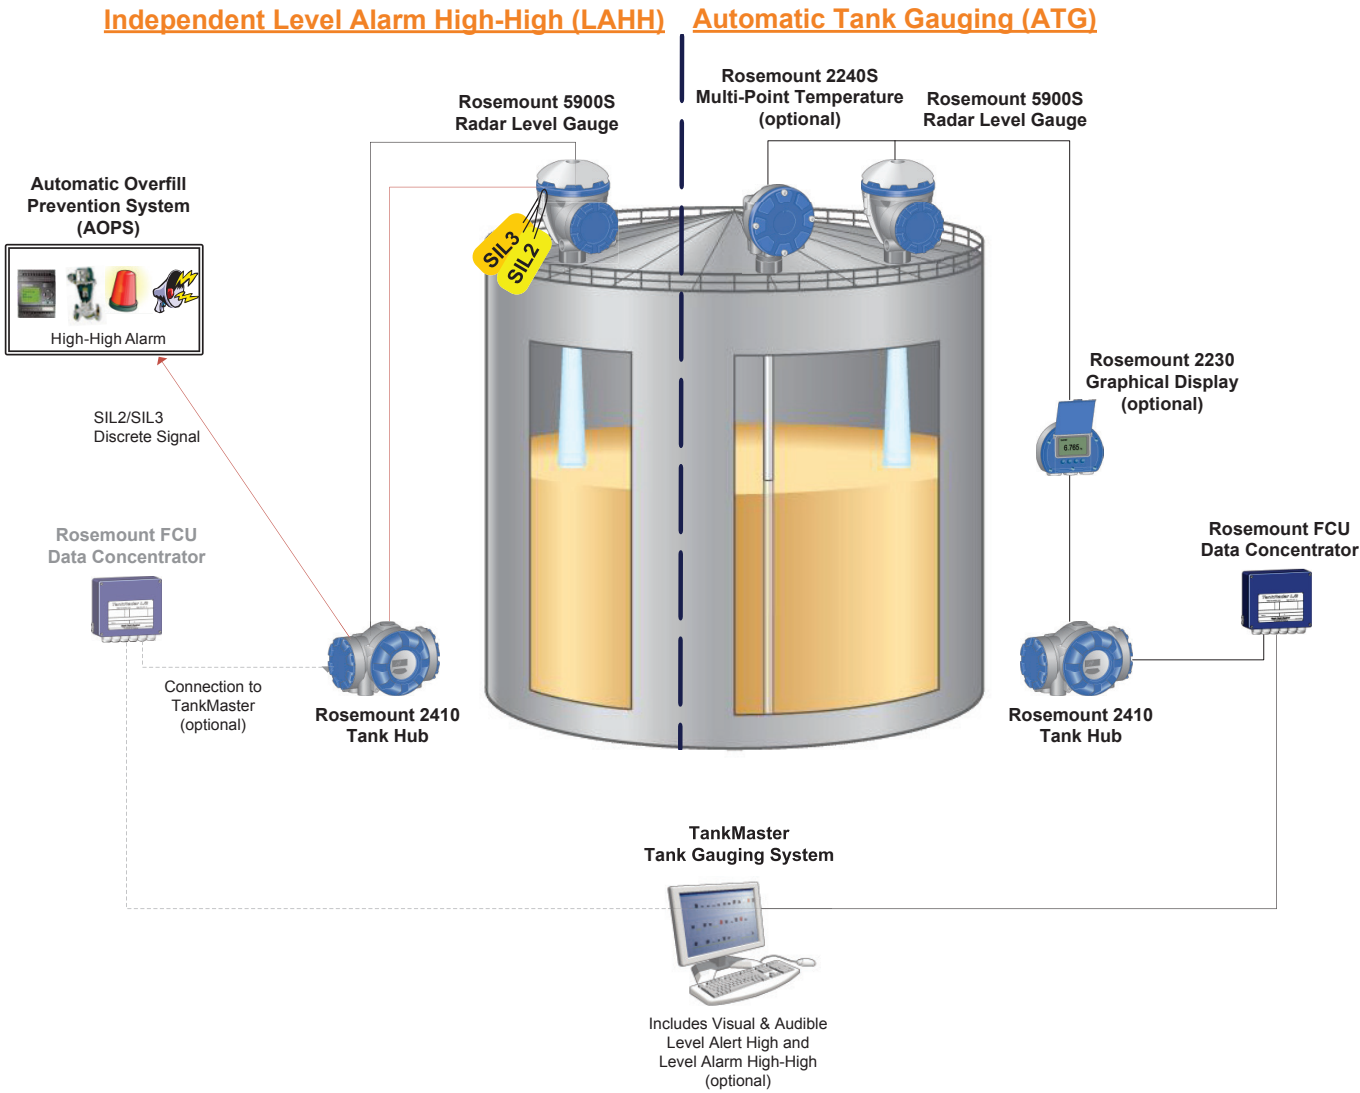 Independent Level Alarm High-High (LAHH)
Automatic Tank Gauging (ATG)
Rosemount 5900S
Radar Level Gauge
Rosemount 2240S
Multi-Point Temperature
(optional)
Rosemount 5900S
Radar Level Gauge
Automatic Overfill
Prevention System
(AOPS)
High-High Alarm
SIL3
SIL2
SIL2/SIL3
Discrete Signal
Rosemount 2230
Graphical Display
(optional)
6.765
Rosemount FCU
Data Concentrator
Rosemount FCU
Data Concentrator
Connection to
TankMaster
(optional)
Rosemount 2410
Tank Hub
Rosemount 2410
Tank Hub
TankMaster
Tank Gauging System
Includes Visual & Audible
Level Alert High and
Level Alarm High-High
(optional)